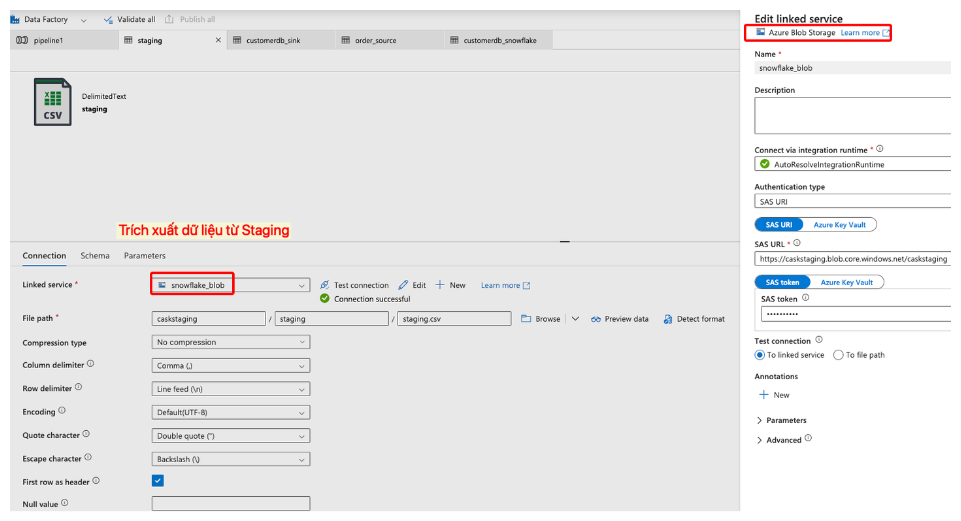 Data Factory
Validate all
Publish all
pipeline1
staging
customerdb_sink
order_source
customerdb_snowflake
CSV
DelimitedText
staging
Trích xuất dữ liệu từ Staging
Connection
Schema
Parameters
Linked service *
snowflake_blob
Test connection
Edit
New
Learn more
Connection successful
File path *
caskstaging / staging / staging.csv
Browse
Preview data
Detect format
Compression type
No compression
Column delimiter
Comma (,)
Row delimiter
Line feed (\n)
Encoding
Default(UTF-8)
Quote character
Double quote (")
Escape character
Backslash (\)
First row as header
Null value
Edit linked service
Azure Blob Storage Learn more
Name *
snowflake_blob
Description
Connect via integration runtime *
AutoResolveIntegrationRuntime
Authentication type
SAS URI
SAS URI
Azure Key Vault
SAS URL *
https://caskstaging.blob.core.windows.net/caskstaging
SAS token
Azure Key Vault
SAS token
••••••••••
Test connection
To linked service
To file path
Annotations
New
Parameters
Advanced